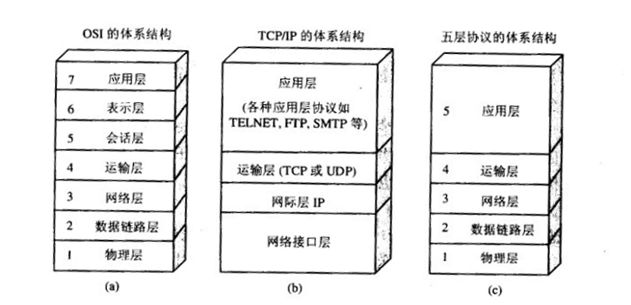 OSI 的体系结构
7 应用层
6 表示层
5 会话层
4 运输层
3 网络层
2 数据链路层
1 物理层
(a)
TCP/IP 的体系结构
应用层
(各种应用层协议如
TELNET, FTP, SMTP 等)
运输层 (TCP 或 UDP)
网际层 IP
网络接口层
(b)
五层协议的体系结构
5 应用层
4 运输层
3 网络层
2 数据链路层
1 物理层
(c)